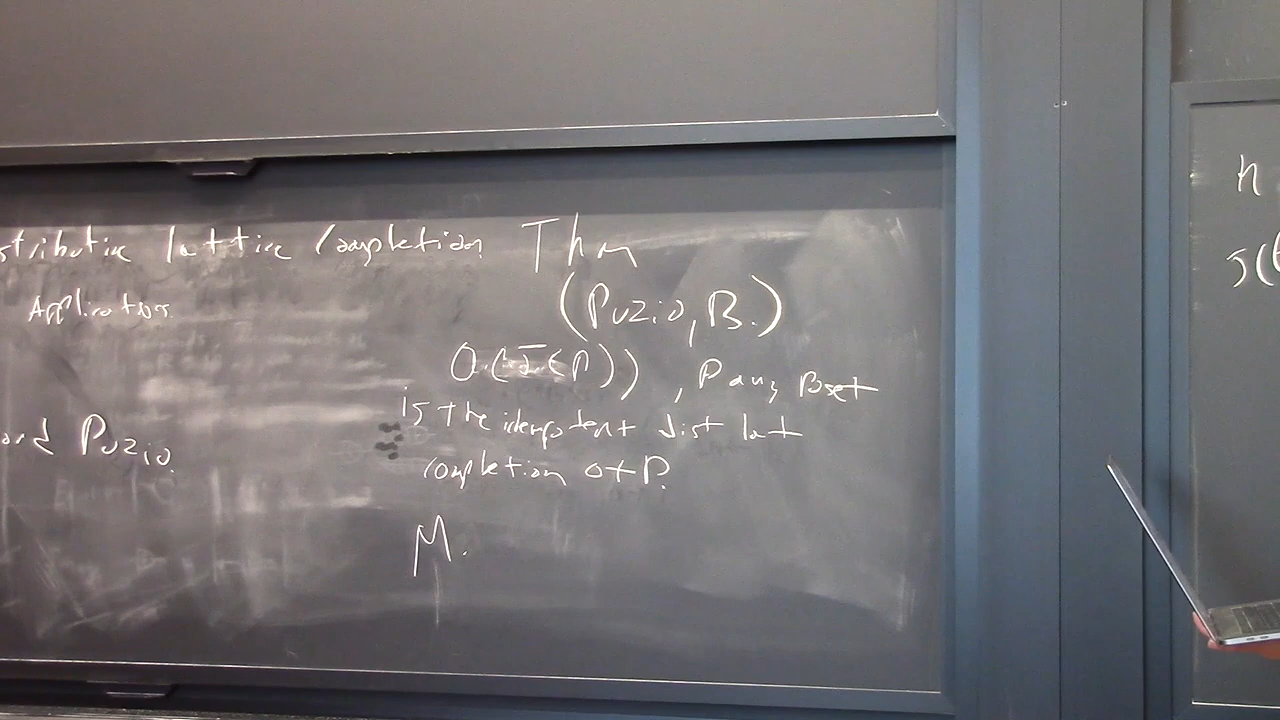 stributive lattice Completion
Applications
ord Puzio.
Thm
(Puzio, B.)
O(J(P)), P any Poset
is the idempotent dist lat
completion of P.
M.
n
J(